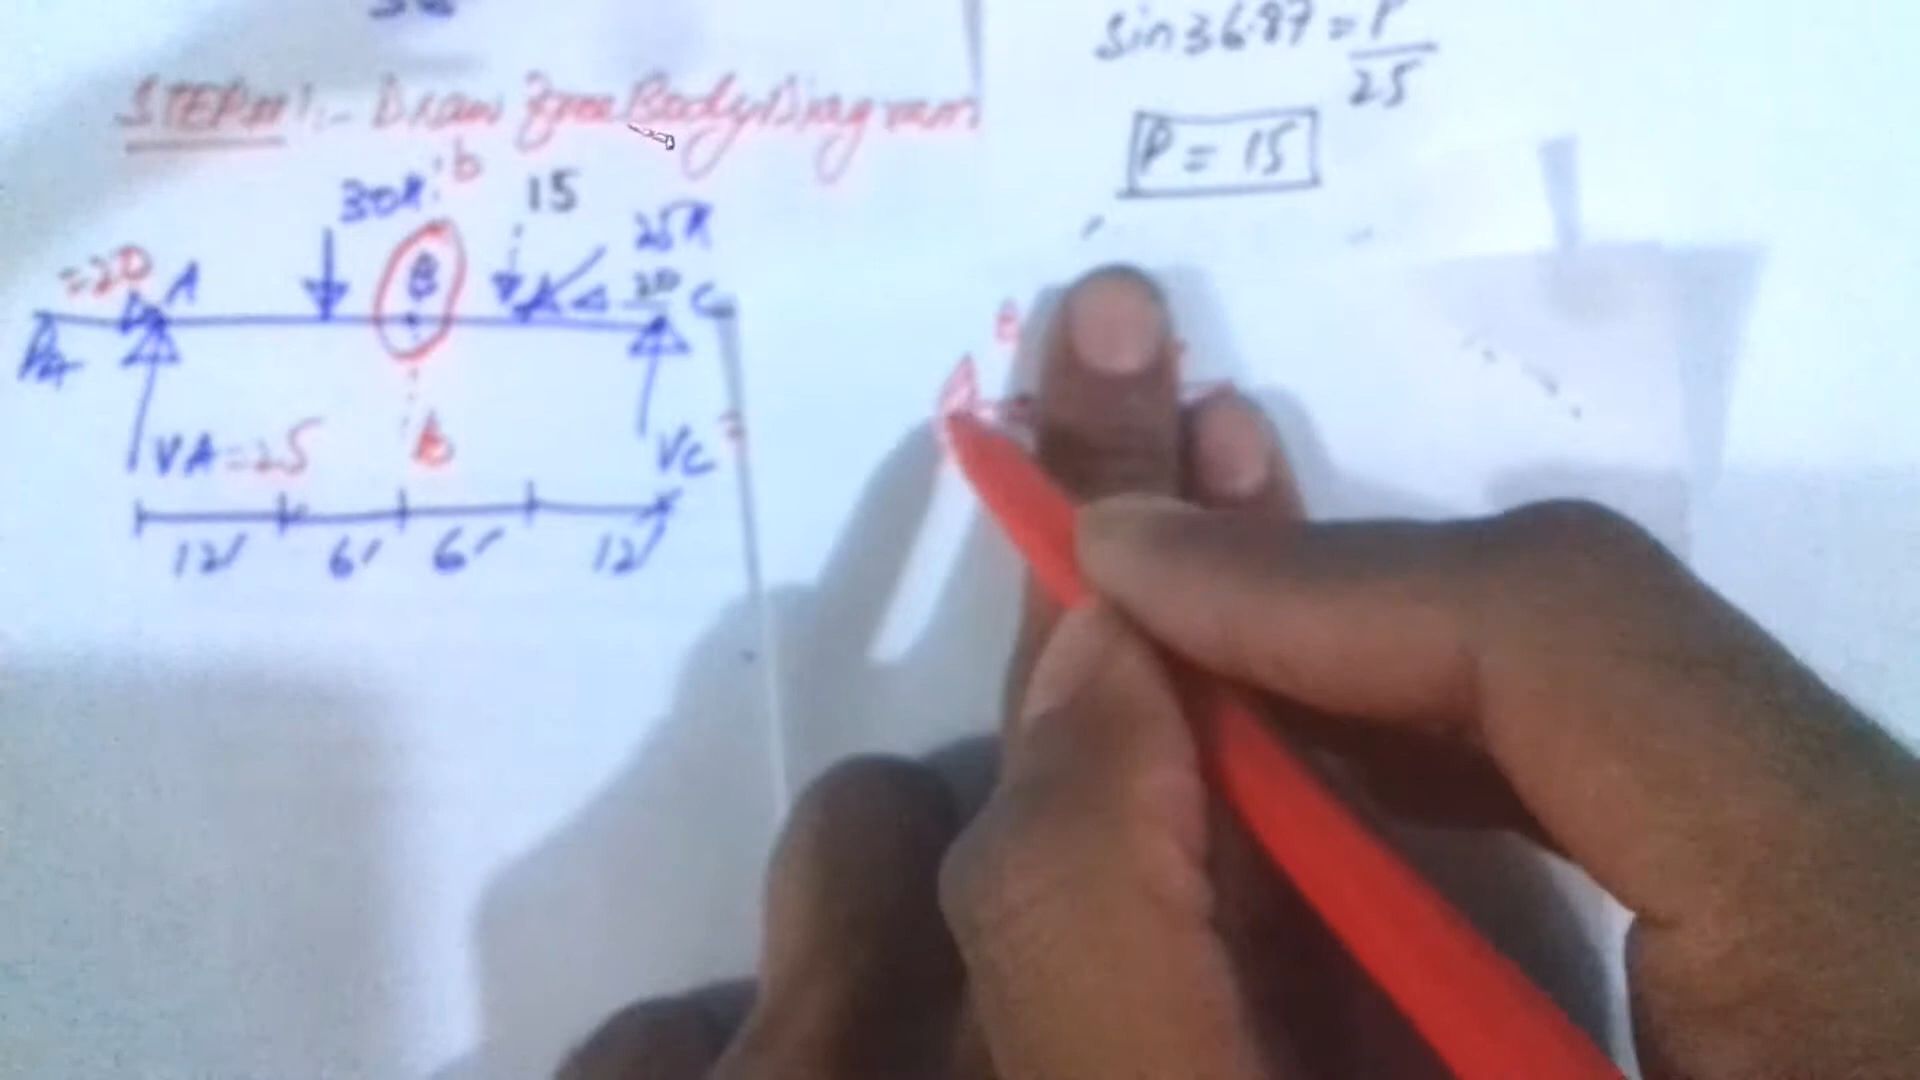 Sin 36.87 = P
25
P = 15
STEP #1:- Draw Free Body Diagram
b
30K
15
25K
=20
A
B
20
C
VA=25
b
VC
12'
6'
6'
12'